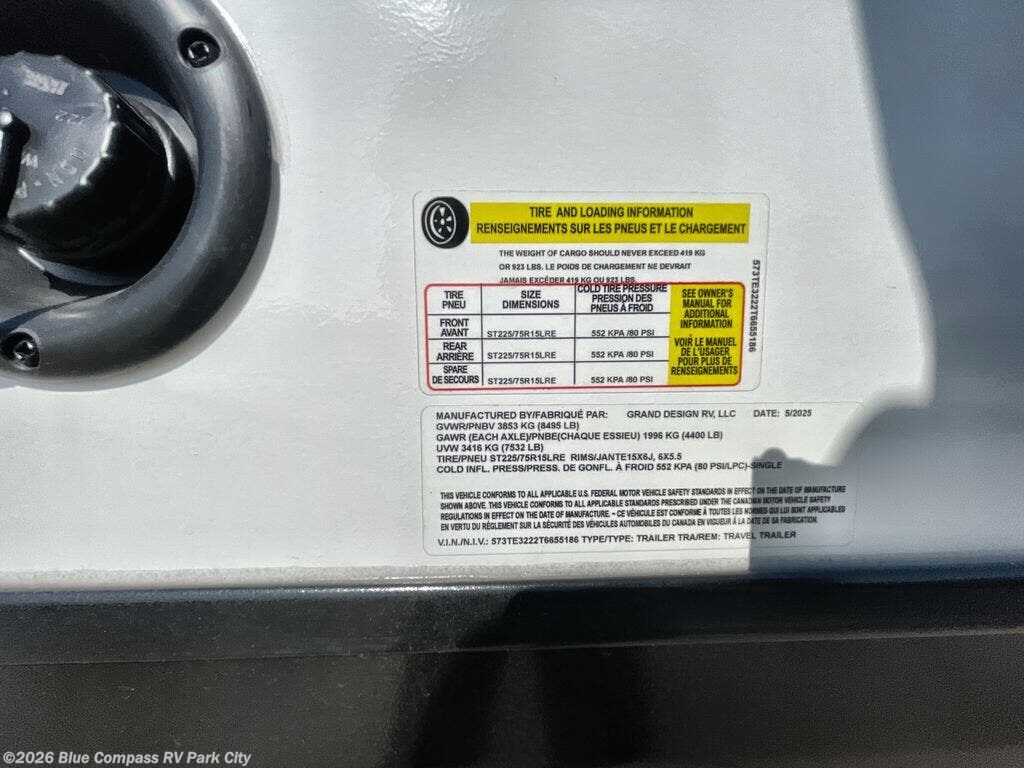 TIRE AND LOADING INFORMATION
RENSEIGNEMENTS SUR LES PNEUS ET LE CHARGEMENT
THE WEIGHT OF CARGO SHOULD NEVER EXCEED 419 KG
OR 923 LBS. LE POIDS DE CHARGEMENT NE DEVRAIT
JAMAIS EXCÉDER 419 KG OU 923 LBS.
TIRE PNEU
SIZE DIMENSIONS
COLD TIRE PRESSURE PRESSION DES PNEUS À FROID
FRONT AVANT ST225/75R15LRE 552 KPA /80 PSI
REAR ARRIÈRE ST225/75R15LRE 552 KPA /80 PSI
SPARE DE SECOURS ST225/75R15LRE 552 KPA /80 PSI
SEE OWNER'S
MANUAL FOR
ADDITIONAL
INFORMATION
VOIR LE MANUEL
DE L'USAGER
POUR PLUS DE
RENSEIGNEMENTS
573TE3222T6655186
MANUFACTURED BY/FABRIQUÉ PAR: GRAND DESIGN RV, LLC DATE: 5/2025
GVWR/PNBV 3853 KG (8495 LB)
GAWR (EACH AXLE)/PNBE(CHAQUE ESSIEU) 1996 KG (4400 LB)
UVW 3416 KG (7532 LB)
TIRE/PNEU ST225/75R15LRE RIMS/JANTE15X6J, 6X5.5
COLD INFL. PRESS/PRESS. DE GONFL. À FROID 552 KPA (80 PSI/LPC)-SINGLE
THIS VEHICLE CONFORMS TO ALL APPLICABLE U.S. FEDERAL MOTOR VEHICLE SAFETY STANDARDS IN EFFECT ON THE DATE OF MANUFACTURE
SHOWN ABOVE. THIS VEHICLE CONFORMS TO ALL APPLICABLE STANDARDS PRESCRIBED UNDER THE CANADIAN MOTOR VEHICLE SAFETY
REGULATIONS IN EFFECT ON THE DATE OF MANUFACTURE. ~ CE VÉHICULE EST CONFORME À TOUTES LES NORMES QUI LUI SONT APPLICABLES
EN VERTU DU RÈGLEMENT SUR LA SÉCURITÉ DES VÉHICULES AUTOMOBILES DU CANADA EN VIGUEUR À LA DATE DE SA FABRICATION.
V.I.N./N.I.V.: 573TE3222T6655186 TYPE/TYPE: TRAILER TRA/REM: TRAVEL TRAILER
©2026 Blue Compass RV Park City